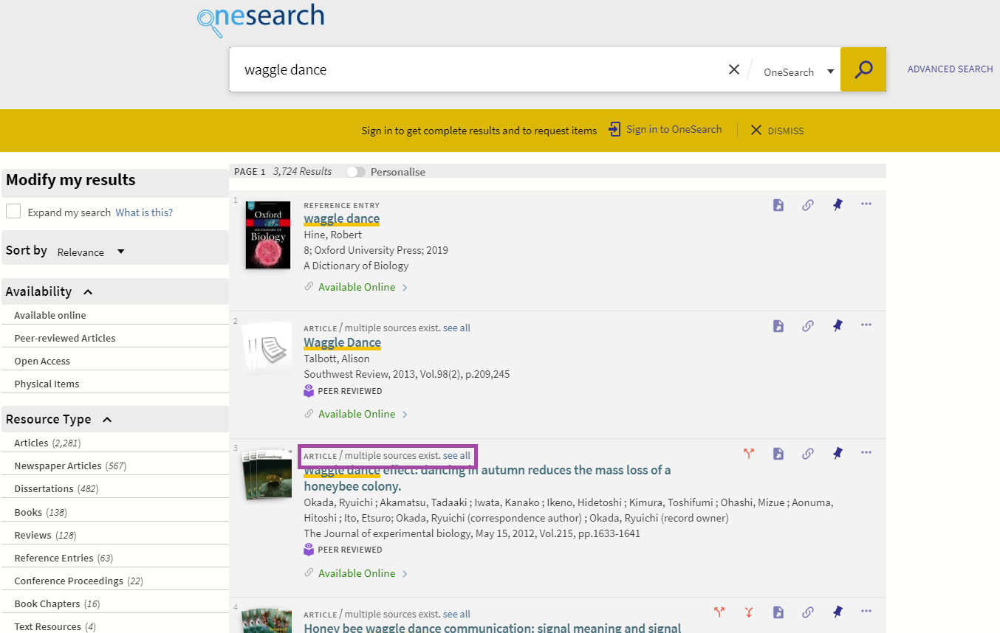 onesearch
waggle dance
OneSearch
ADVANCED SEARCH
Sign in to get complete results and to request items
Sign in to OneSearch
DISMISS
Modify my results
Expand my search What is this?
Sort by Relevance
Availability
Available online
Peer-reviewed Articles
Open Access
Physical Items
Resource Type
Articles (2,281)
Newspaper Articles (567)
Dissertations (482)
Books (138)
Reviews (128)
Reference Entries (63)
Conference Proceedings (22)
Book Chapters (16)
Text Resources (4)
PAGE 1 3,724 Results Personalise
1
Oxford
DICTIONARY OF
Biology
REFERENCE ENTRY
waggle dance
Hine, Robert
8; Oxford University Press; 2019
A Dictionary of Biology
Available Online
2
ARTICLE / multiple sources exist. see all
Waggle Dance
Talbott, Alison
Southwest Review, 2013, Vol.98(2), p.209,245
PEER REVIEWED
Available Online
3
ARTICLE / multiple sources exist. see all
Waggle dance effect: dancing in autumn reduces the mass loss of a
honeybee colony.
Okada, Ryuichi ; Akamatsu, Tadaaki ; Iwata, Kanako ; Ikeno, Hidetoshi ; Kimura, Toshifumi ; Ohashi, Mizue ; Aonuma,
Hitoshi ; Ito, Etsuro; Okada, Ryuichi (correspondence author) ; Okada, Ryuichi (record owner)
The Journal of experimental biology, May 15, 2012, Vol.215, pp.1633-1641
PEER REVIEWED
Available Online
4
ARTICLE / multiple sources exist. see all
Honey bee waggle dance communication: signal meaning and signal